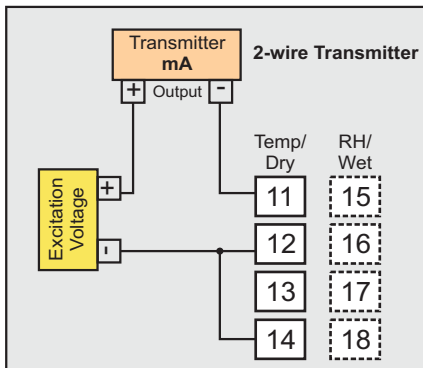 Transmitter
mA
2-wire Transmitter
+ Output -
Temp/
Dry
RH/
Wet
Excitation
Voltage
+
-
11 15
12 16
13 17
14 18